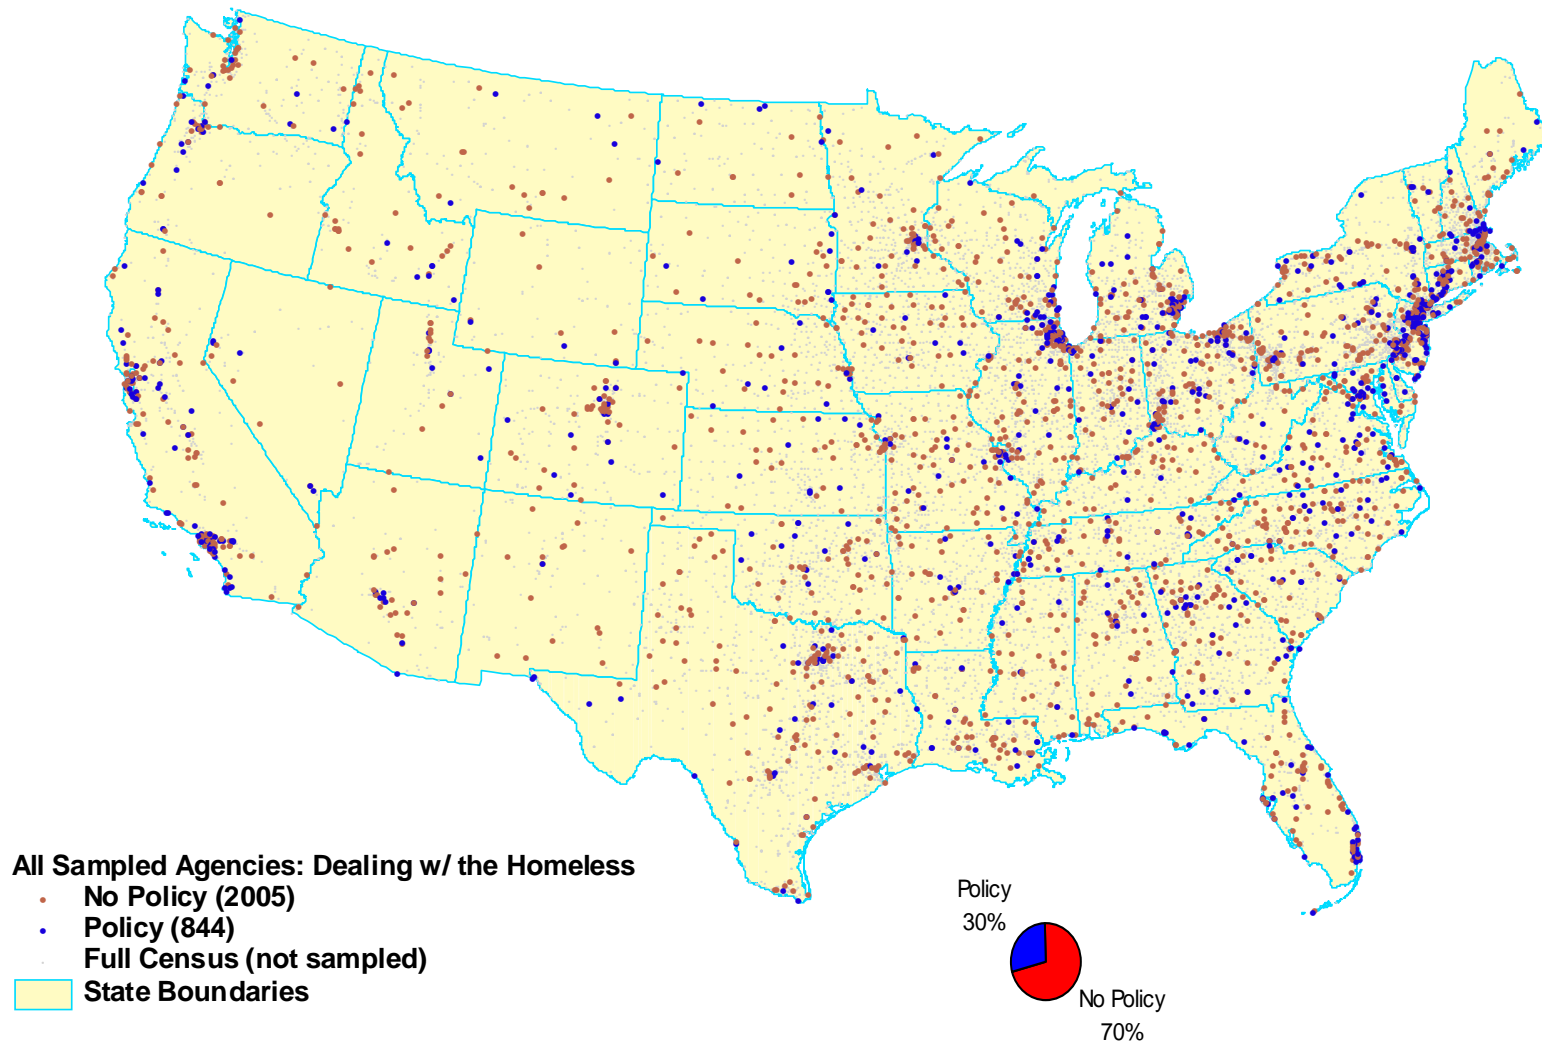 All Sampled Agencies: Dealing w/ the Homeless
No Policy (2005)
Policy (844)
Full Census (not sampled)
State Boundaries
Policy
30%
No Policy
70%